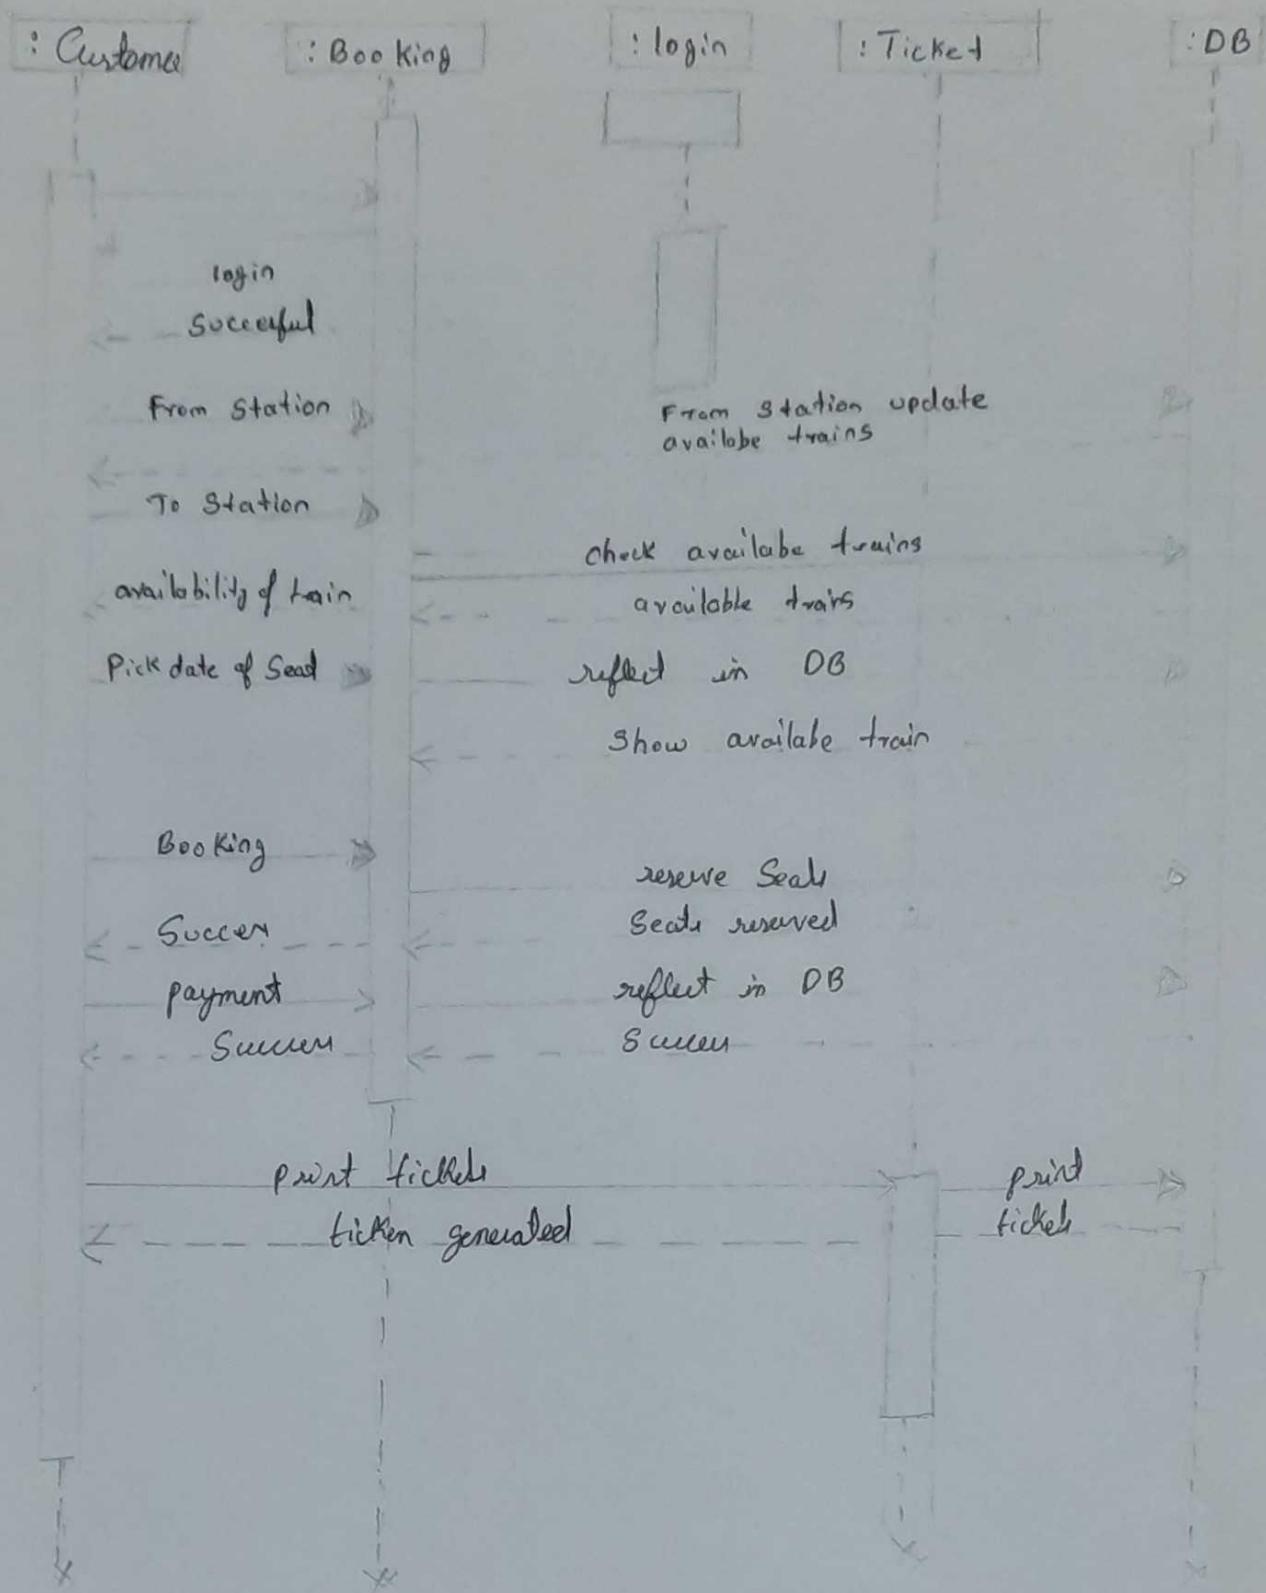 : Customer
: Booking
: login
: Ticket
: DB
login
Succesful
From Station
From Station update
availabe trains
To Station
check availabe trains
availability of train
available trains
Pick date of Seat
reflect in DB
Show availabe train
Booking
reserve Seats
Success
Seats reserved
payment
reflect in DB
Success
Success
print tickets
print
ticken generated
tickets